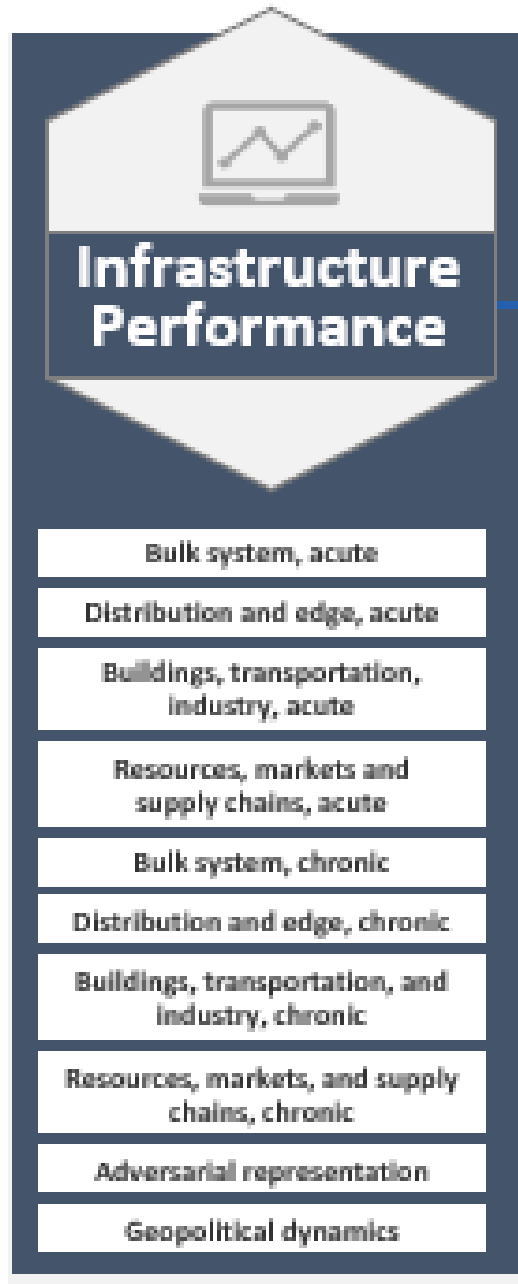 Infrastructure
Performance
Bulk system, acute
Distribution and edge, acute
Buildings, transportation,
industry, acute
Resources, markets and
supply chains, acute
Bulk system, chronic
Distribution and edge, chronic
Buildings, transportation, and
industry, chronic
Resources, markets, and supply
chains, chronic
Adversarial representation
Geopolitical dynamics